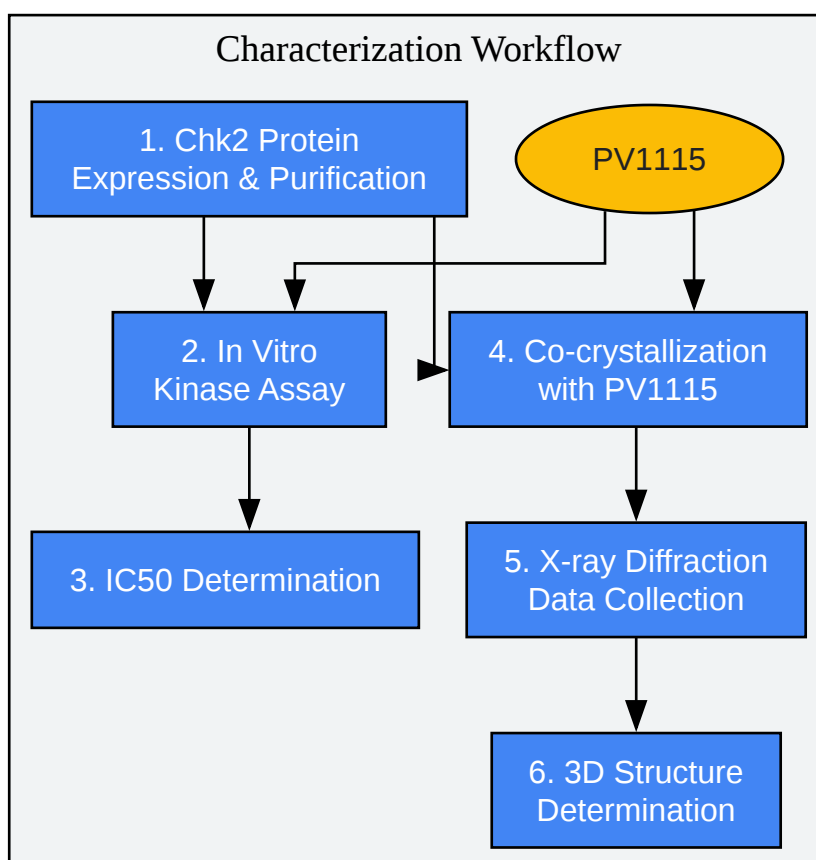 Characterization Workflow
1. Chk2 Protein
Expression & Purification
PV1115
2. In Vitro
Kinase Assay
4. Co-crystallization
with PV1115
3. IC50 Determination
5. X-ray Diffraction
Data Collection
6. 3D Structure
Determination